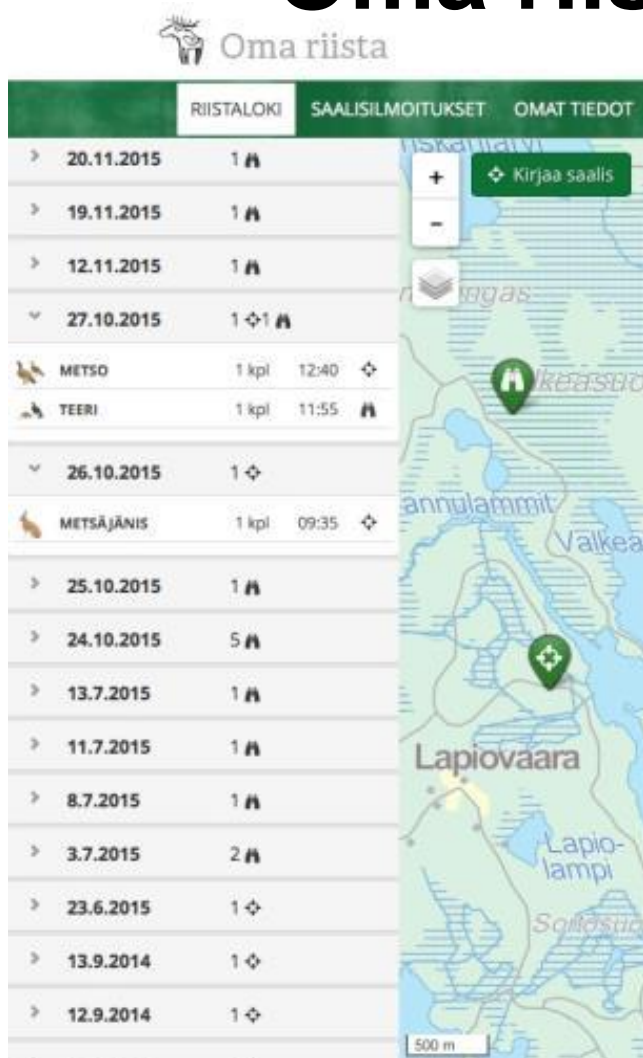 Oma riista
RIISTALOKI SAALISILMOITUKSET OMAT TIEDOT
20.11.2015 1
Kirjaa saalis
19.11.2015 1
12.11.2015 1
27.10.2015 1 1
METSO 1 kpl 12:40
TEERI 1 kpl 11:55
26.10.2015 1
METSÄJÄNIS 1 kpl 09:35
25.10.2015 1
24.10.2015 5
13.7.2015 1
11.7.2015 1
8.7.2015 1
3.7.2015 2
23.6.2015 1
13.9.2014 1
12.9.2014 1
+
-
Lapiovaara
Lapio-
lampi
500 m